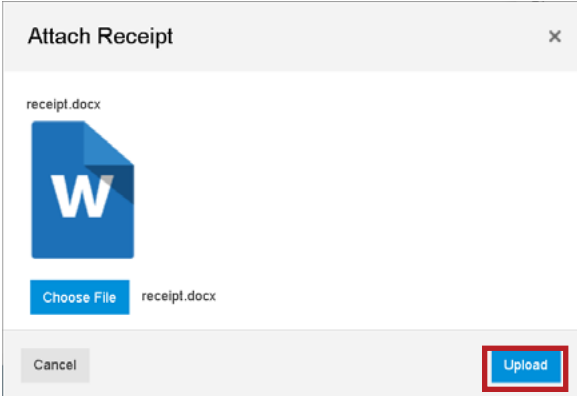 Attach Receipt ×
receipt.docx
W
Choose File receipt.docx
Cancel Upload